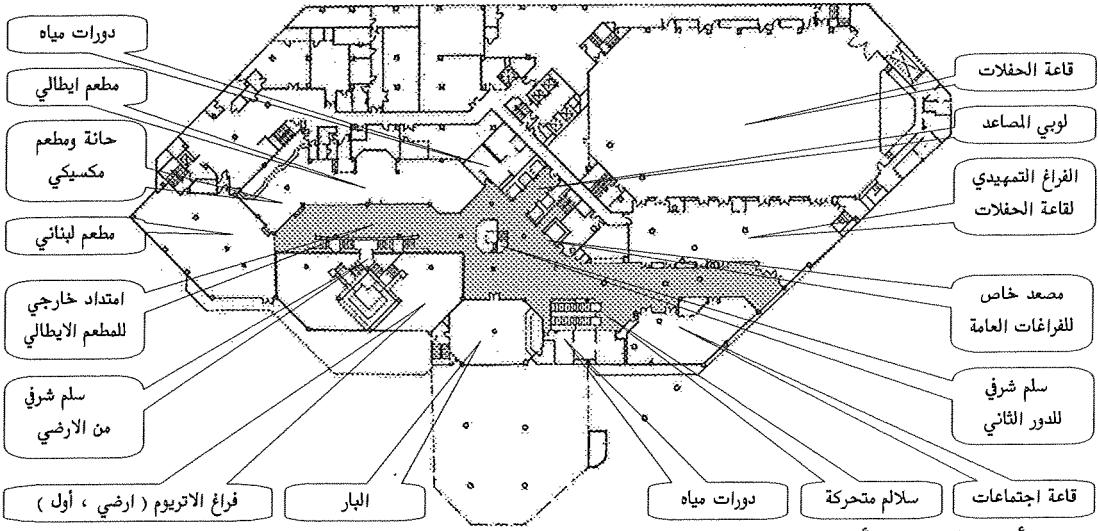 دورات مياه
مطعم ايطالي
حانة ومطعم
مكسيكي
مطعم لبناني
امتداد خارجي
للمطعم الايطالي
سلم شرفي
من الارضي
فراغ الاتريوم ( ارضي ، أول )
البار
دورات مياه
سلالم متحركة
قاعة اجتماعات
سلم شرفي
للدور الثاني
مصعد خاص
للفراغات العامة
الفراغ التمهيدي
لقاعة الحفلات
لوبي المصاعد
قاعة الحفلات